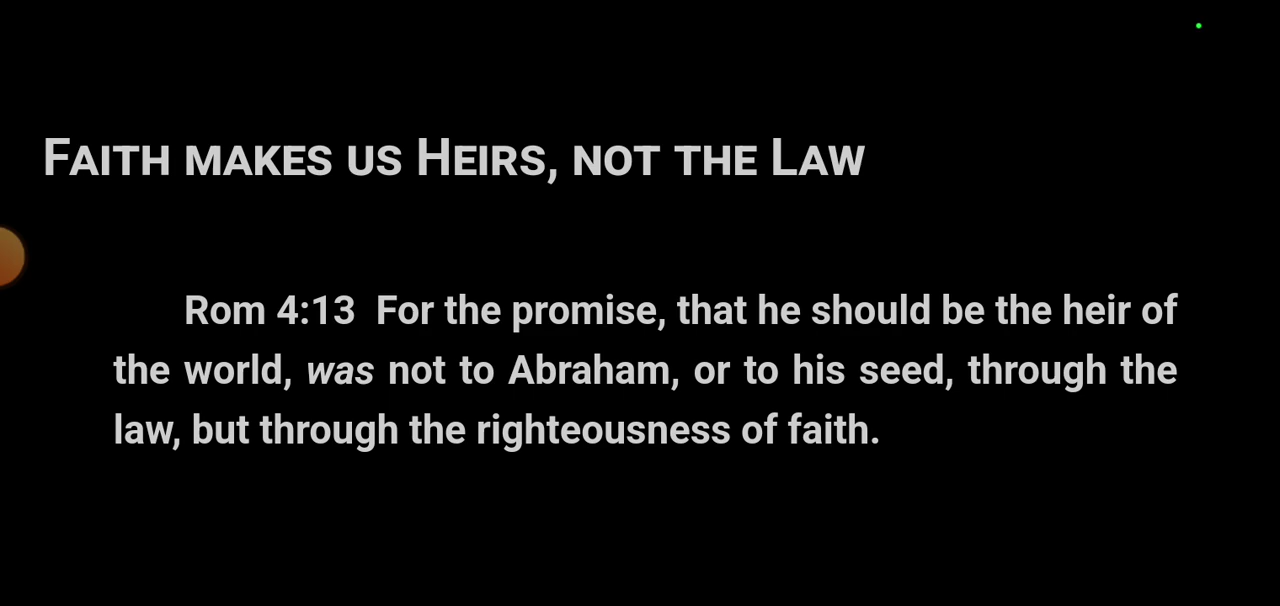 FAITH MAKES US HEIRS, NOT THE LAW
Rom 4:13 For the promise, that he should be the heir of
the world, was not to Abraham, or to his seed, through the
law, but through the righteousness of faith.